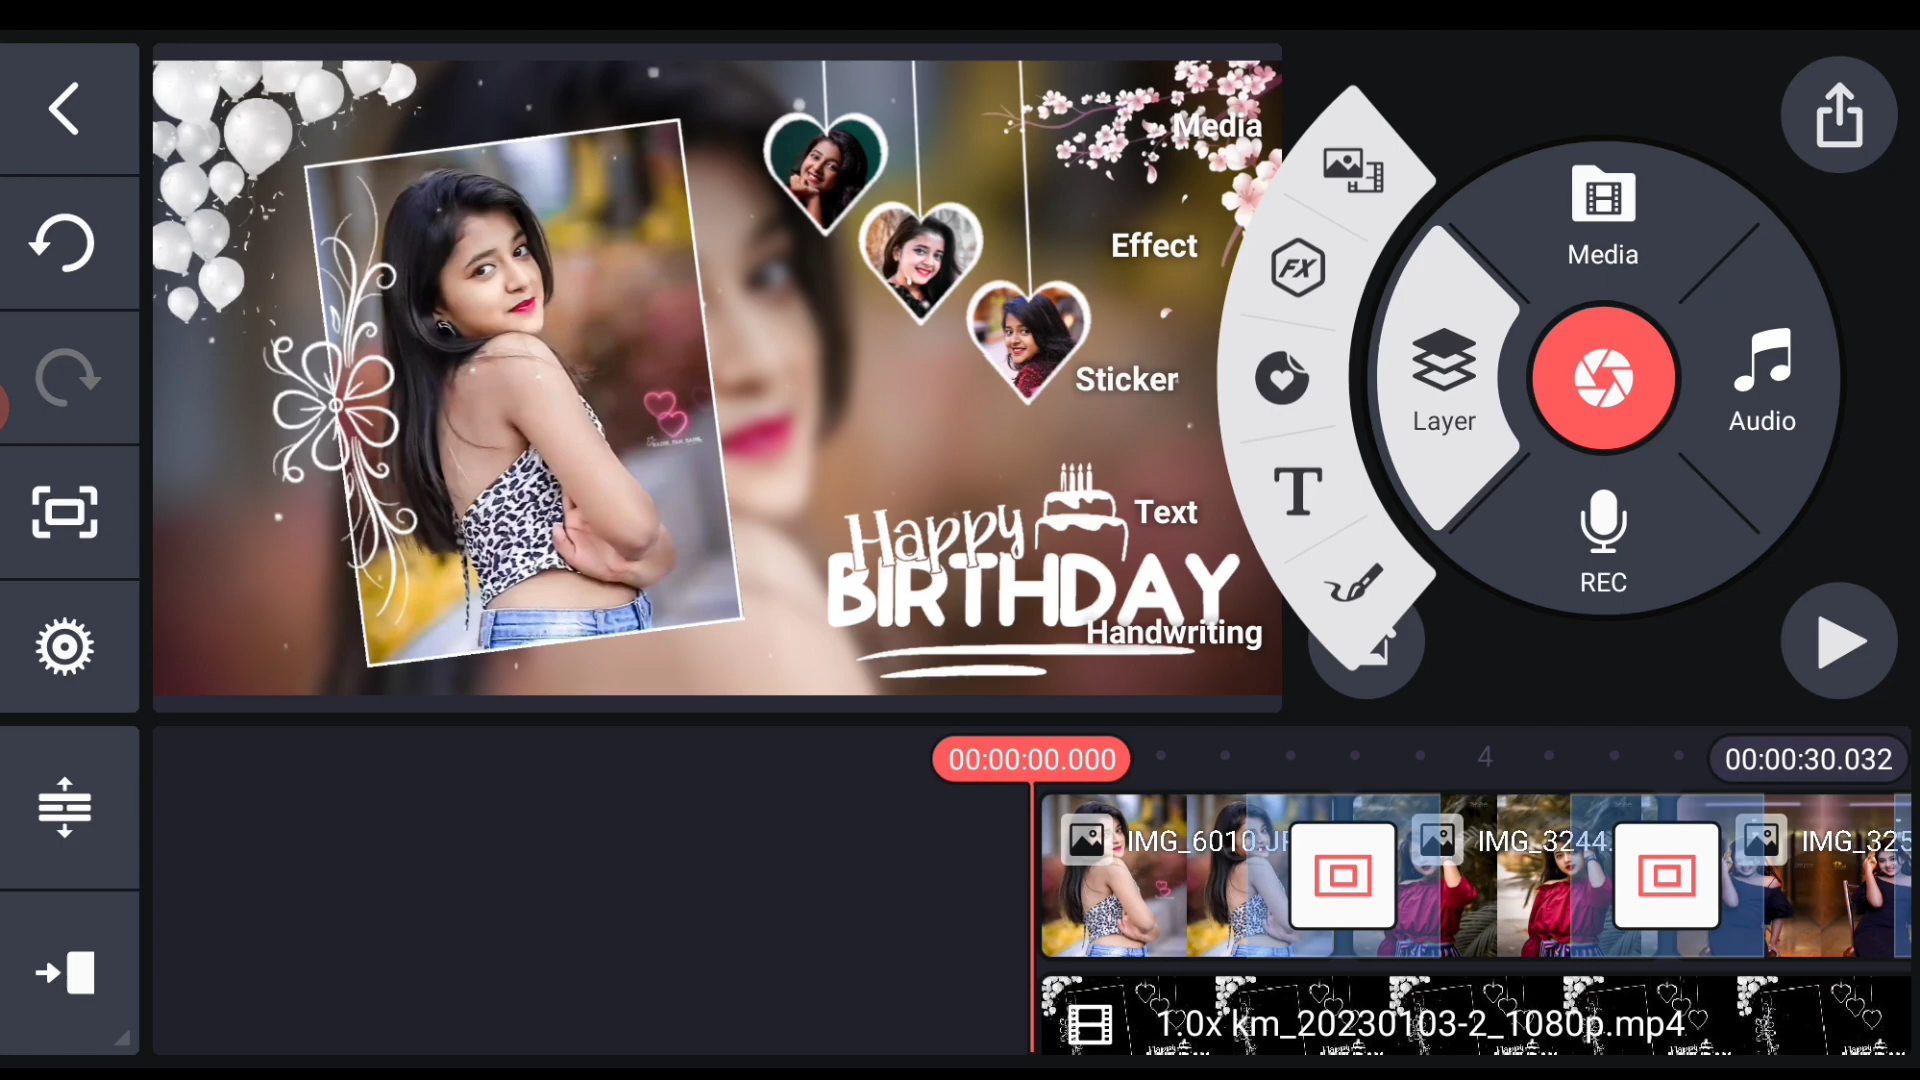 Media
Effect
Sticker
Text
Handwriting
Happy
BIRTHDAY
FX
T
Media
Layer
Audio
REC
00:00:00.000
4
00:00:30.032
IMG_6010.JP
IMG_3244.
IMG_325
1.0x km_20230103-2_1080p.mp4